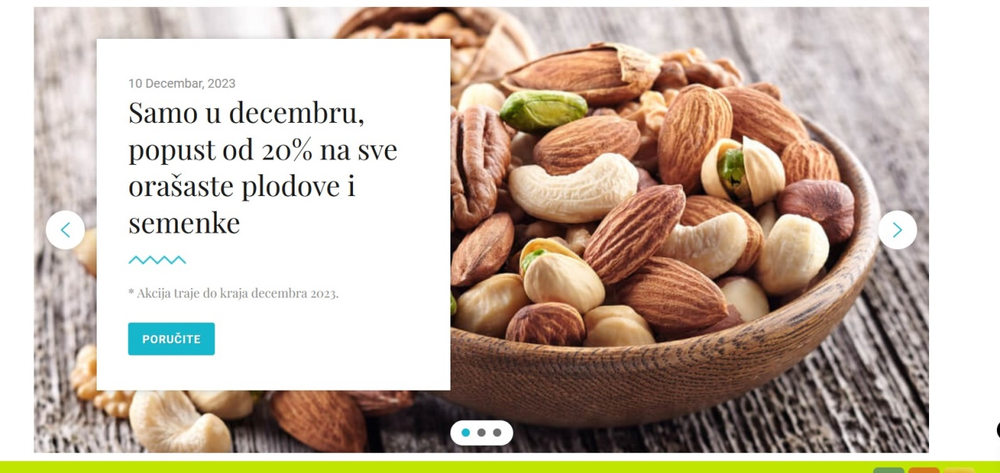 10 Decembar, 2023
Samo u decembru,
popust od 20% na sve
orašaste plodove i
semenke
* Akcija traje do kraja decembra 2023.
PORUČITE